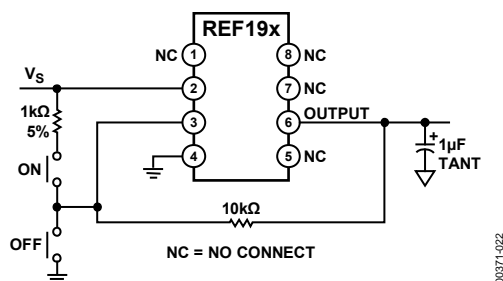 REF19x
NC 1
8 NC
VS
2
7 NC
1kΩ
5%
3
6 OUTPUT
4
5 NC
+
1µF
TANT
ON
10kΩ
OFF
NC = NO CONNECT
00371-022